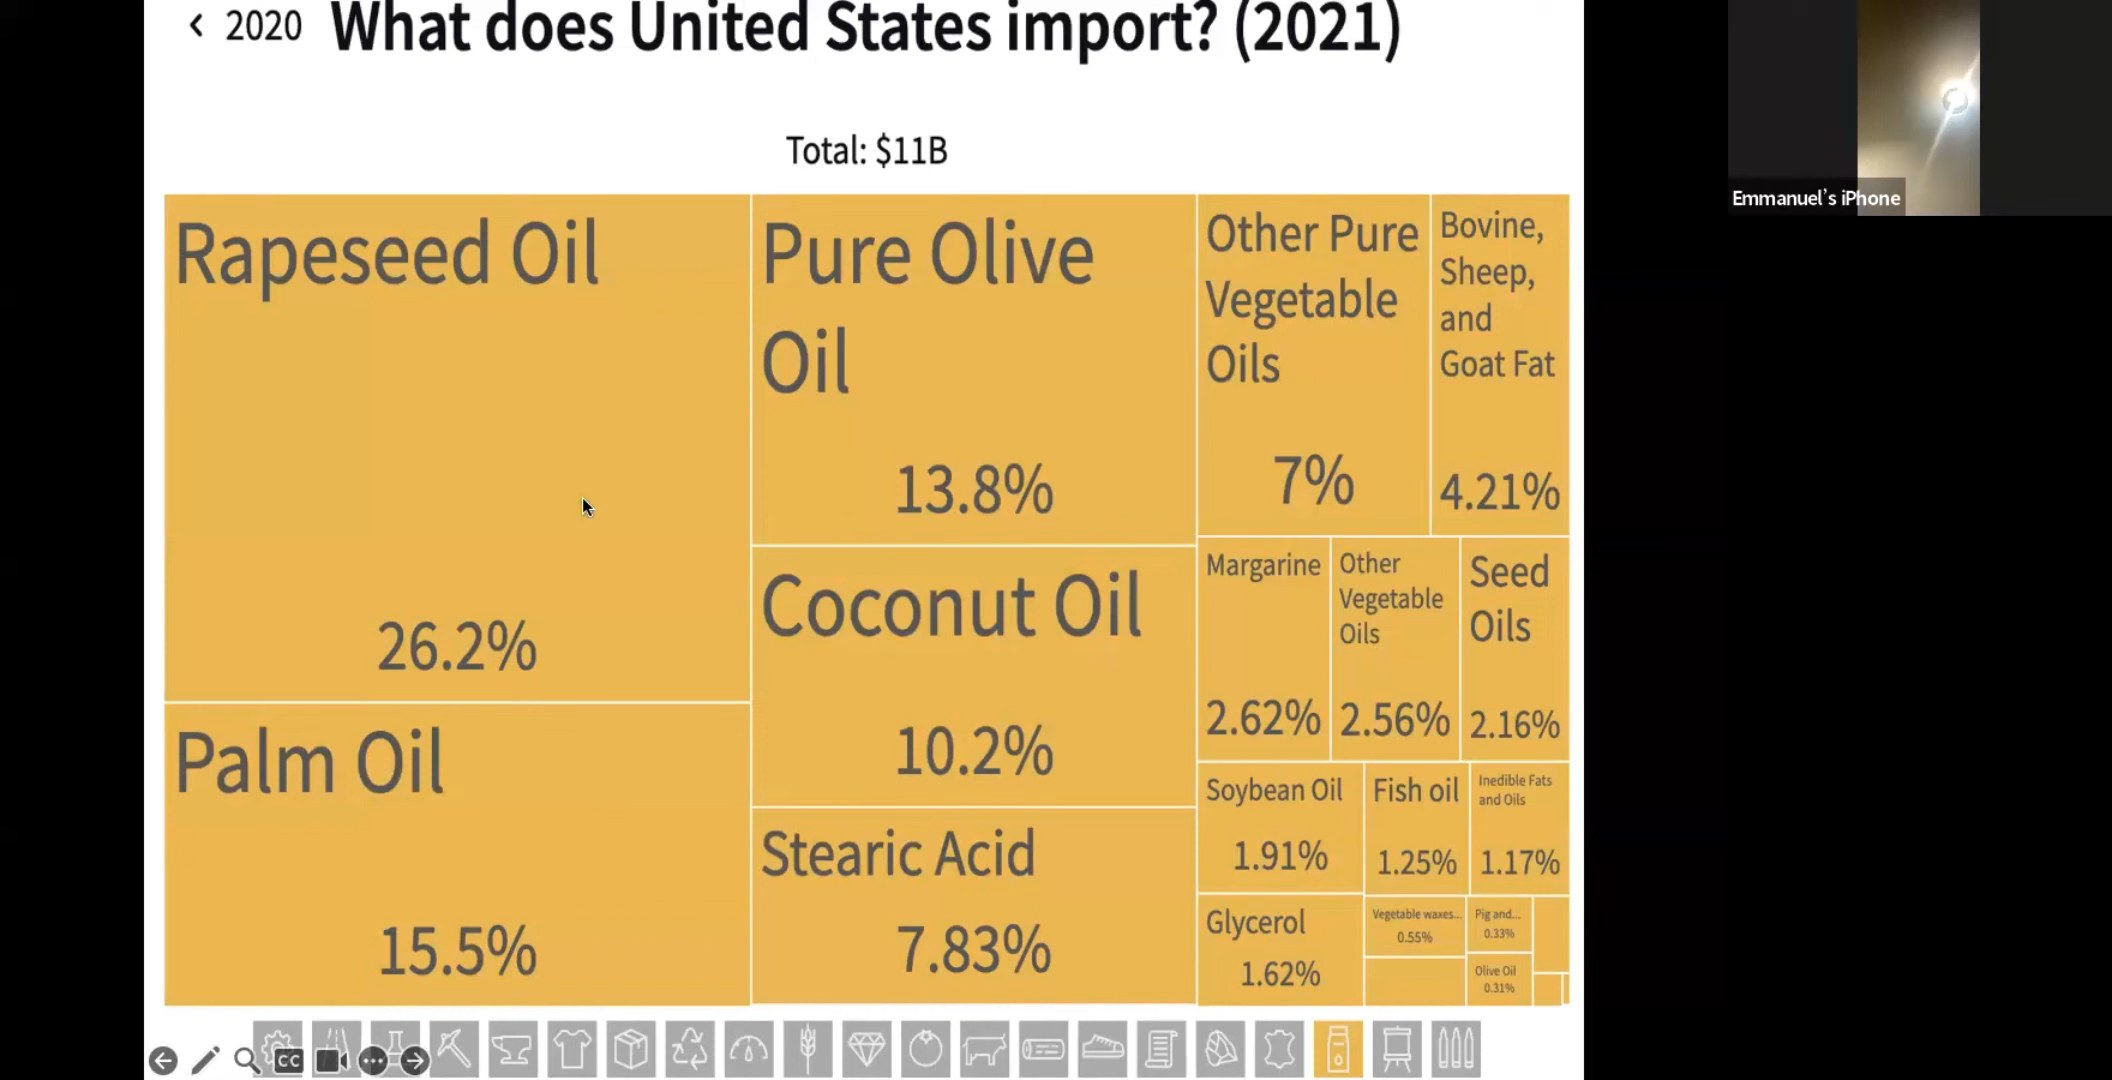 2020
What does United States import? (2021)
Total: $11B
Rapeseed Oil
26.2%
Palm Oil
15.5%
Pure Olive
Oil
13.8%
Coconut Oil
10.2%
Stearic Acid
7.83%
Other Pure
Vegetable
Oils
7%
Bovine,
Sheep,
and
Goat Fat
4.21%
Margarine
2.62%
Other
Vegetable
Oils
2.56%
Seed
Oils
2.16%
Soybean Oil
1.91%
Fish oil
1.25%
Inedible Fats
and Oils
1.17%
Glycerol
1.62%
Vegetable waxes...
0.55%
Pig and...
0.33%
Olive Oil
0.31%
CC
Emmanuel's iPhone